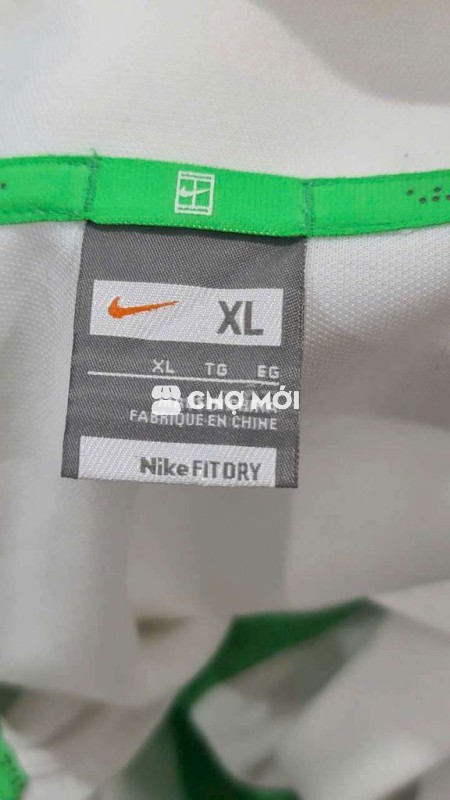 XL
XL TG EG
CHỢ MỚI
FABRIQUE EN CHINE
Nike FIT DRY